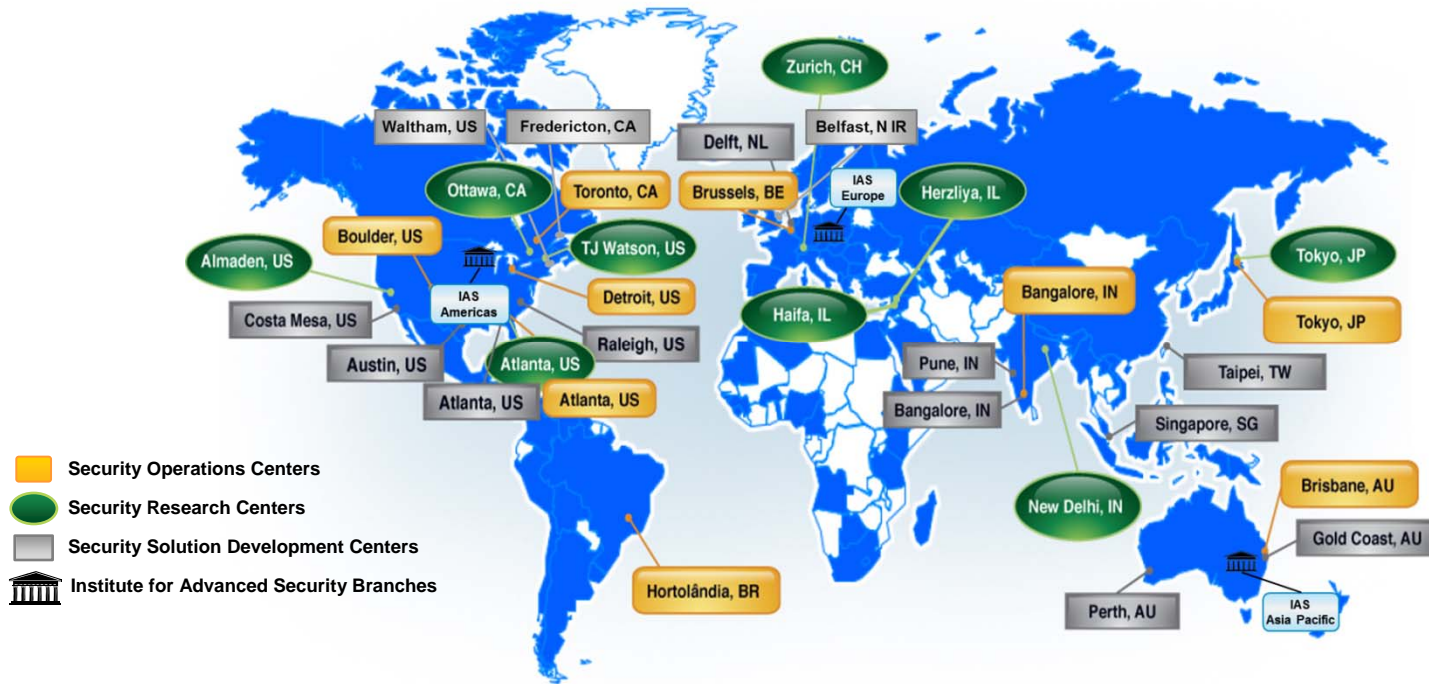 Zurich, CH
Waltham, US
Fredericton, CA
Delft, NL
Belfast, N IR
Ottawa, CA
Toronto, CA
Brussels, BE
IAS
Europe
Herzliya, IL
Boulder, US
Almaden, US
TJ Watson, US
Tokyo, JP
IAS
Americas
Detroit, US
Bangalore, IN
Costa Mesa, US
Haifa, IL
Tokyo, JP
Raleigh, US
Austin, US
Atlanta, US
Pune, IN
Taipei, TW
Atlanta, US
Atlanta, US
Bangalore, IN
Singapore, SG
Security Operations Centers
Security Research Centers
Security Solution Development Centers
Institute for Advanced Security Branches
New Delhi, IN
Brisbane, AU
Gold Coast, AU
Hortolândia, BR
Perth, AU
IAS
Asia Pacific